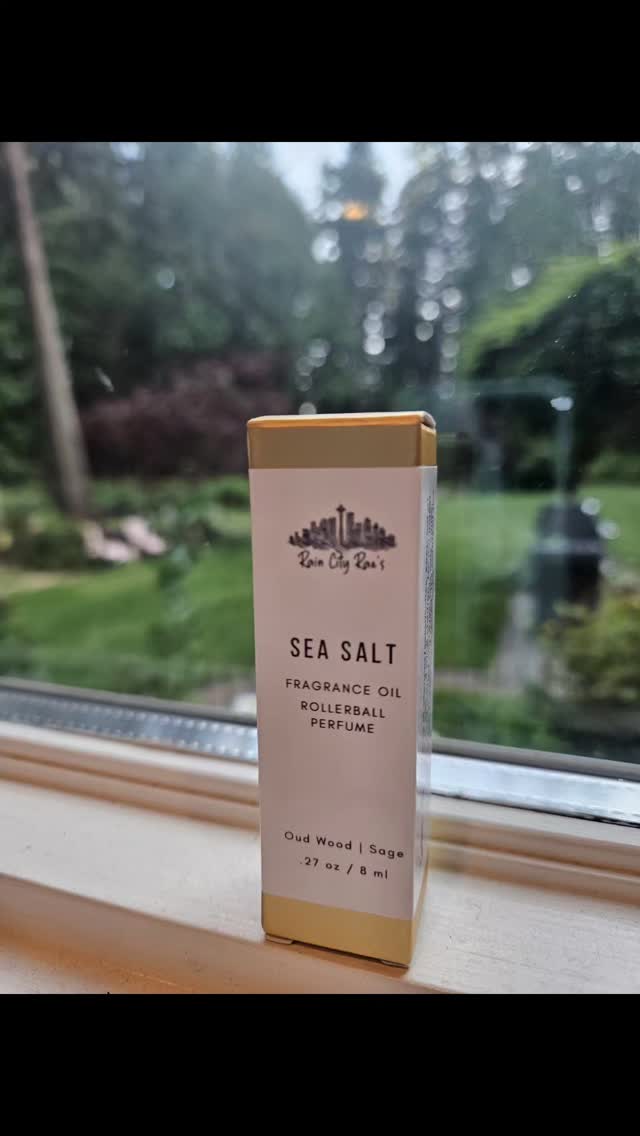 Rain City Rae's
SEA SALT
FRAGRANCE OIL
ROLLERBALL
PERFUME
Oud Wood | Sage
.27 oz / 8 ml